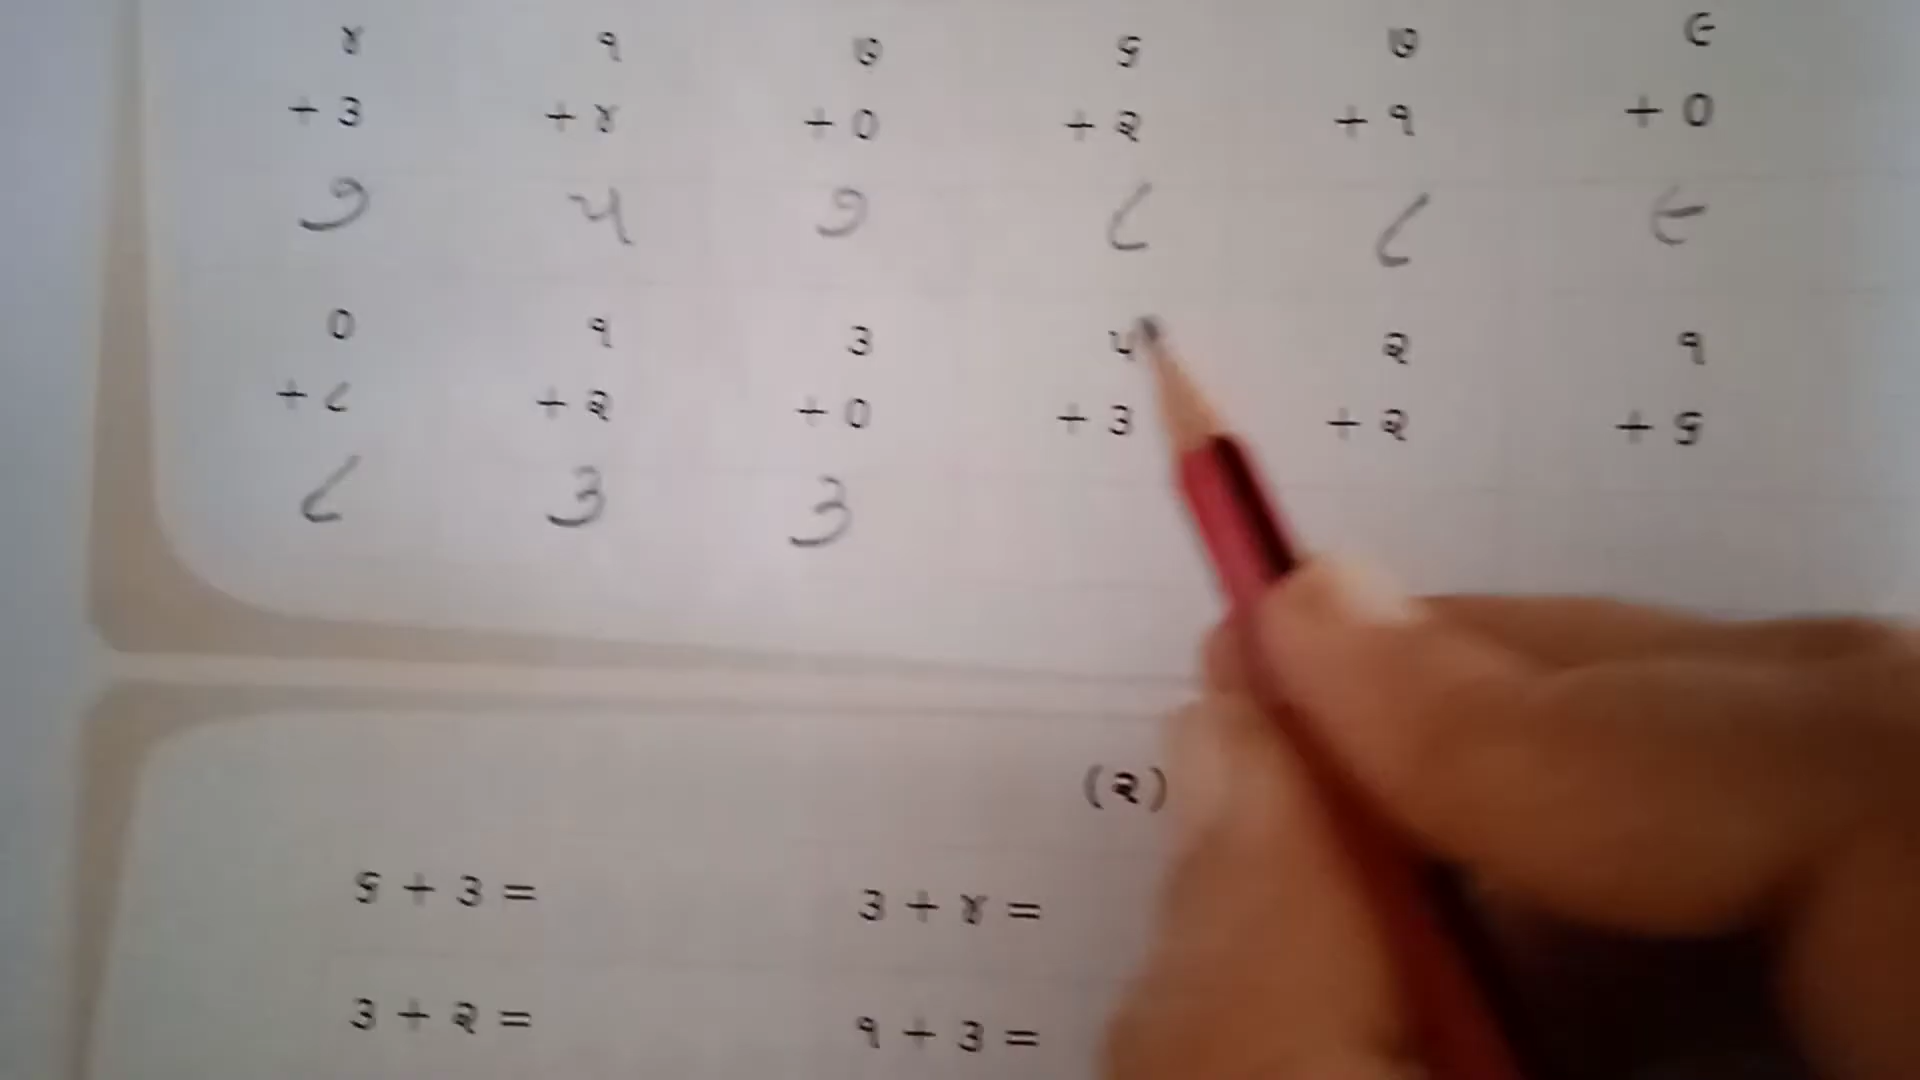 ૪ ૧ ૭ ૬ ૭ ૯
+ ૩ + ૪ + ૦ + ૨ + ૧ + ૦
૭ ૫ ૭ ૮ ૮ ૯
૦ ૧ ૩ ૫ ૨ ૧
+ ૮ + ૨ + ૦ + ૩ + ૨ + ૬
૮ ૩ ૩
(૨)
૬ + ૩ = ૩ + ૪ =
૩ + ૨ = ૧ + ૩ =